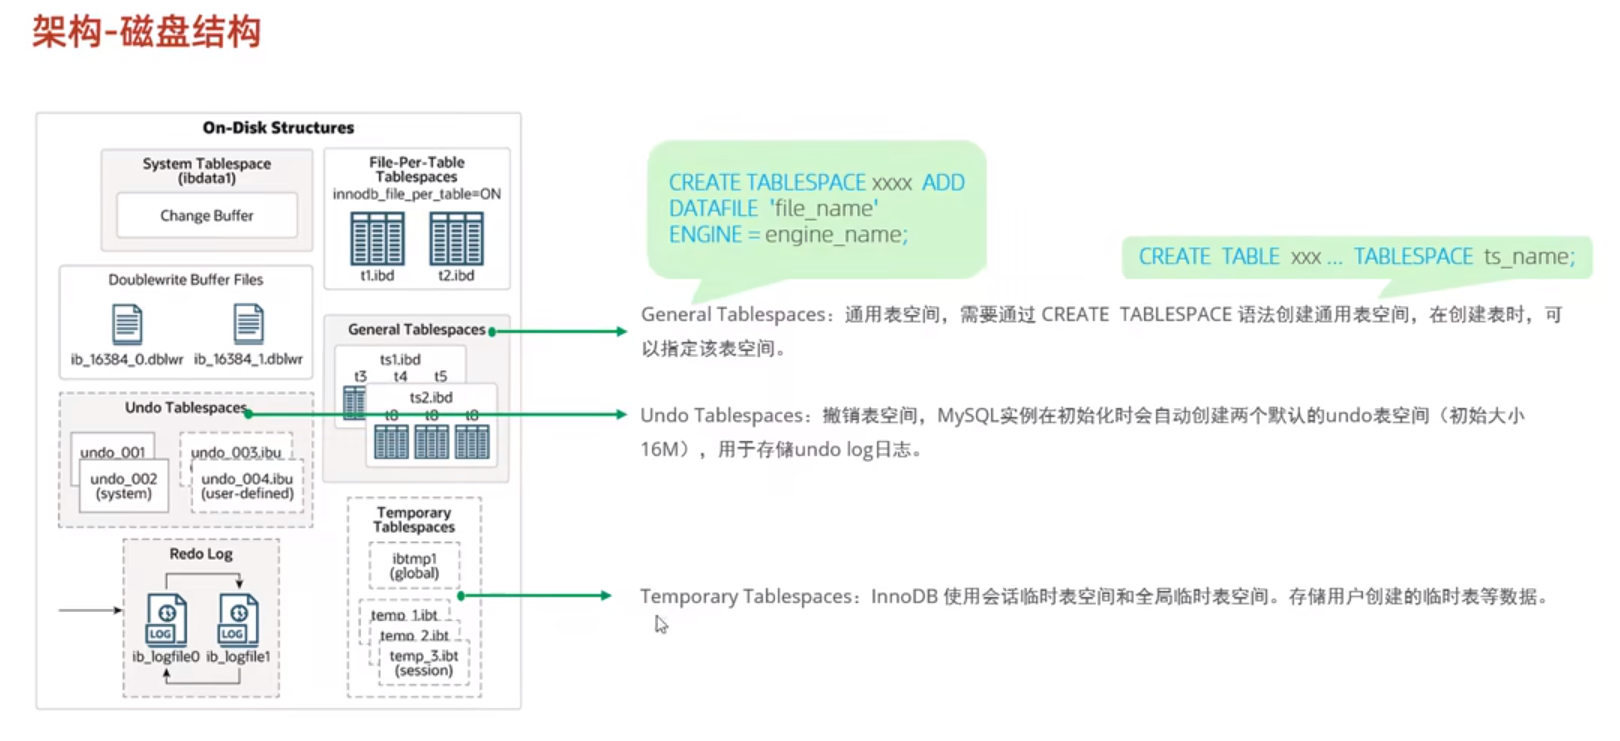 架构-磁盘结构
On-Disk Structures
System Tablespace
(ibdata1)
Change Buffer
File-Per-Table
Tablespaces
innodb_file_per_table=ON
t1.ibd
t2.ibd
Doublewrite Buffer Files
ib_16384_0.dblwr
ib_16384_1.dblwr
General Tablespaces
ts1.ibd
t3
t4
t5
ts2.ibd
Undo Tablespaces
undo_001
undo_002
(system)
undo_003.ibu
undo_004.ibu
(user-defined)
Temporary
Tablespaces
ibtmp1
(global)
temp_1.ibt
temp_2.ibt
temp_3.ibt
(session)
Redo Log
LOG
LOG
ib_logfile0
ib_logfile1
CREATE TABLESPACE xxxx ADD
DATAFILE 'file_name'
ENGINE = engine_name;
CREATE TABLE xxx ... TABLESPACE ts_name;
General Tablespaces：通用表空间，需要通过 CREATE TABLESPACE 语法创建通用表空间，在创建表时，可
以指定该表空间。
Undo Tablespaces：撤销表空间，MySQL实例在初始化时会自动创建两个默认的undo表空间（初始大小
16M），用于存储undo log日志。
Temporary Tablespaces：InnoDB 使用会话临时表空间和全局临时表空间。存储用户创建的临时表等数据。